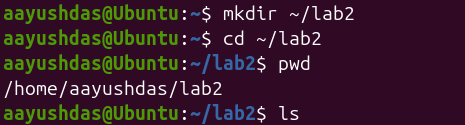 aayushdas@Ubuntu:~$ mkdir ~/lab2
aayushdas@Ubuntu:~$ cd ~/lab2
aayushdas@Ubuntu:~/lab2$ pwd
/home/aayushdas/lab2
aayushdas@Ubuntu:~/lab2$ ls